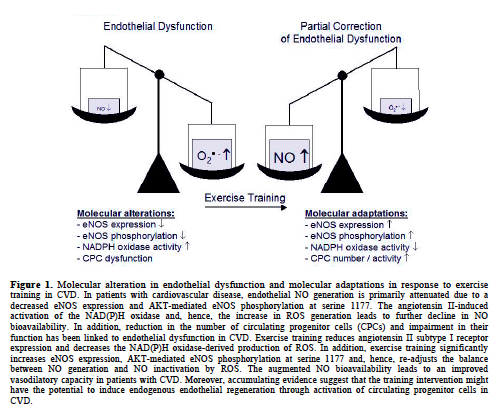 Endothelial Dysfunction
Partial Correction
of Endothelial Dysfunction
NO ↓
O₂•- ↑
NO ↑
O₂•- ↓
Exercise Training
Molecular alterations:
- eNOS expression ↓
- eNOS phosphorylation ↓
- NADPH oxidase activity ↑
- CPC dysfunction
Molecular adaptations:
- eNOS expression ↑
- eNOS phosphorylation ↑
- NADPH oxidase activity ↓
- CPC number / activity ↑
Figure 1. Molecular alteration in endothelial dysfunction and molecular adaptations in response to exercise
training in CVD. In patients with cardiovascular disease, endothelial NO generation is primarily attenuated due to a
decreased eNOS expression and AKT-mediated eNOS phosphorylation at serine 1177. The angiotensin II-induced
activation of the NAD(P)H oxidase and, hence, the increase in ROS generation leads to further decline in NO
bioavailability. In addition, reduction in the number of circulating progenitor cells (CPCs) and impairment in their
function has been linked to endothelial dysfunction in CVD. Exercise training reduces angiotensin II subtype I receptor
expression and decreases the NAD(P)H oxidase-derived production of ROS. In addition, exercise training significantly
increases eNOS expression, AKT-mediated eNOS phosphorylation at serine 1177 and, hence, re-adjusts the balance
between NO generation and NO inactivation by ROS. The augmented NO bioavailability leads to an improved
vasodilatory capacity in patients with CVD. Moreover, accumulating evidence suggest that the training intervention might
have the potential to induce endogenous endothelial regeneration through activation of circulating progenitor cells in
CVD.